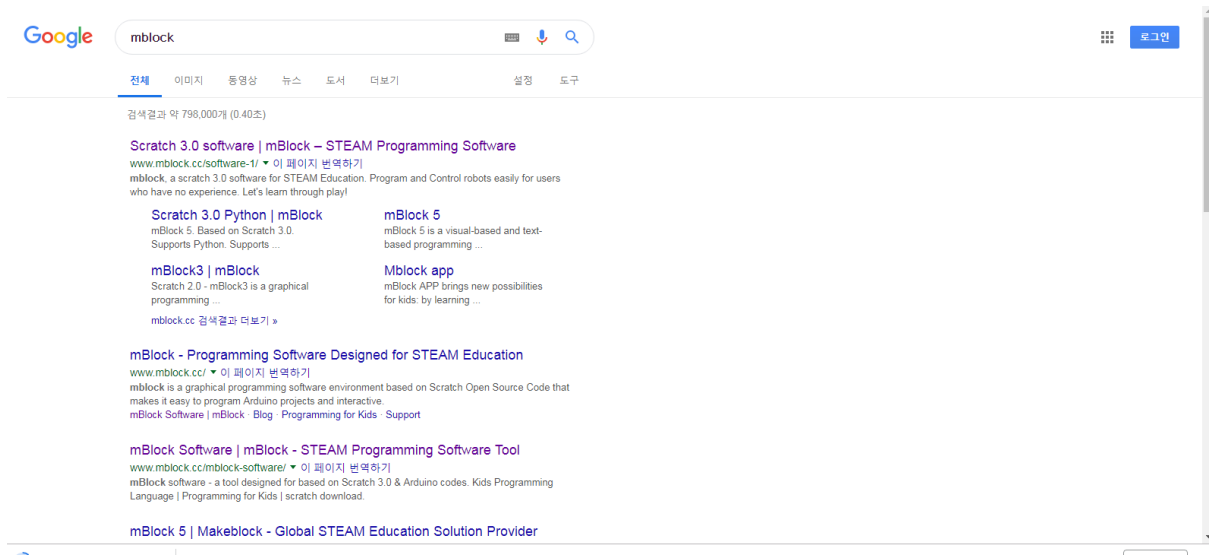 Google
mblock
로그인
전체 이미지 동영상 뉴스 도서 더보기 설정 도구
검색결과 약 798,000개 (0.40초)
Scratch 3.0 software | mBlock – STEAM Programming Software
www.mblock.cc/software-1/ ▼ 이 페이지 번역하기
mblock, a scratch 3.0 software for STEAM Education. Program and Control robots easily for users
who have no experience. Let's learn through play!
Scratch 3.0 Python | mBlock
mBlock 5. Based on Scratch 3.0.
Supports Python. Supports ...
mBlock 5
mBlock 5 is a visual-based and text-
based programming ...
mBlock3 | mBlock
Scratch 2.0 - mBlock3 is a graphical
programming ...
Mblock app
mBlock APP brings new possibilities
for kids: by learning ...
mblock.cc 검색결과 더보기 »
mBlock - Programming Software Designed for STEAM Education
www.mblock.cc/ ▼ 이 페이지 번역하기
mblock is a graphical programming software environment based on Scratch Open Source Code that
makes it easy to program Arduino projects and interactive.
mBlock Software | mBlock · Blog · Programming for Kids · Support
mBlock Software | mBlock - STEAM Programming Software Tool
www.mblock.cc/mblock-software/ ▼ 이 페이지 번역하기
mBlock software - a tool designed for based on Scratch 3.0 & Arduino codes. Kids Programming
Language | Programming for Kids | scratch download.
mBlock 5 | Makeblock - Global STEAM Education Solution Provider